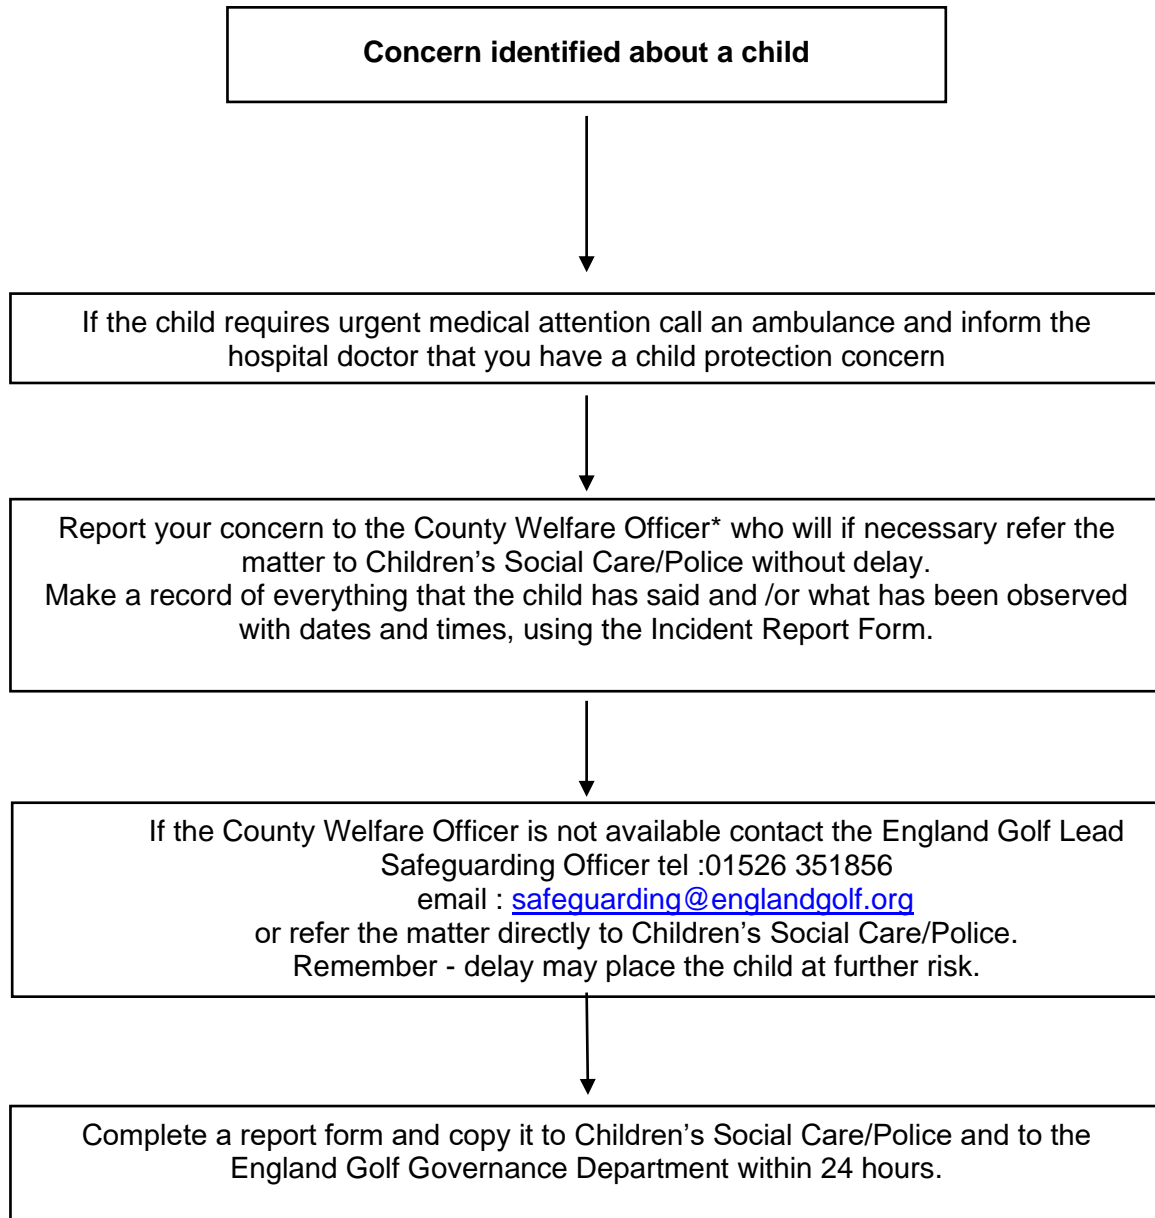 Concern identified about a child
If the child requires urgent medical attention call an ambulance and inform the
hospital doctor that you have a child protection concern
Report your concern to the County Welfare Officer* who will if necessary refer the
matter to Children’s Social Care/Police without delay.
Make a record of everything that the child has said and /or what has been observed
with dates and times, using the Incident Report Form.
If the County Welfare Officer is not available contact the England Golf Lead
Safeguarding Officer tel :01526 351856
email : safeguarding@englandgolf.org
or refer the matter directly to Children’s Social Care/Police.
Remember - delay may place the child at further risk.
Complete a report form and copy it to Children’s Social Care/Police and to the
England Golf Governance Department within 24 hours.